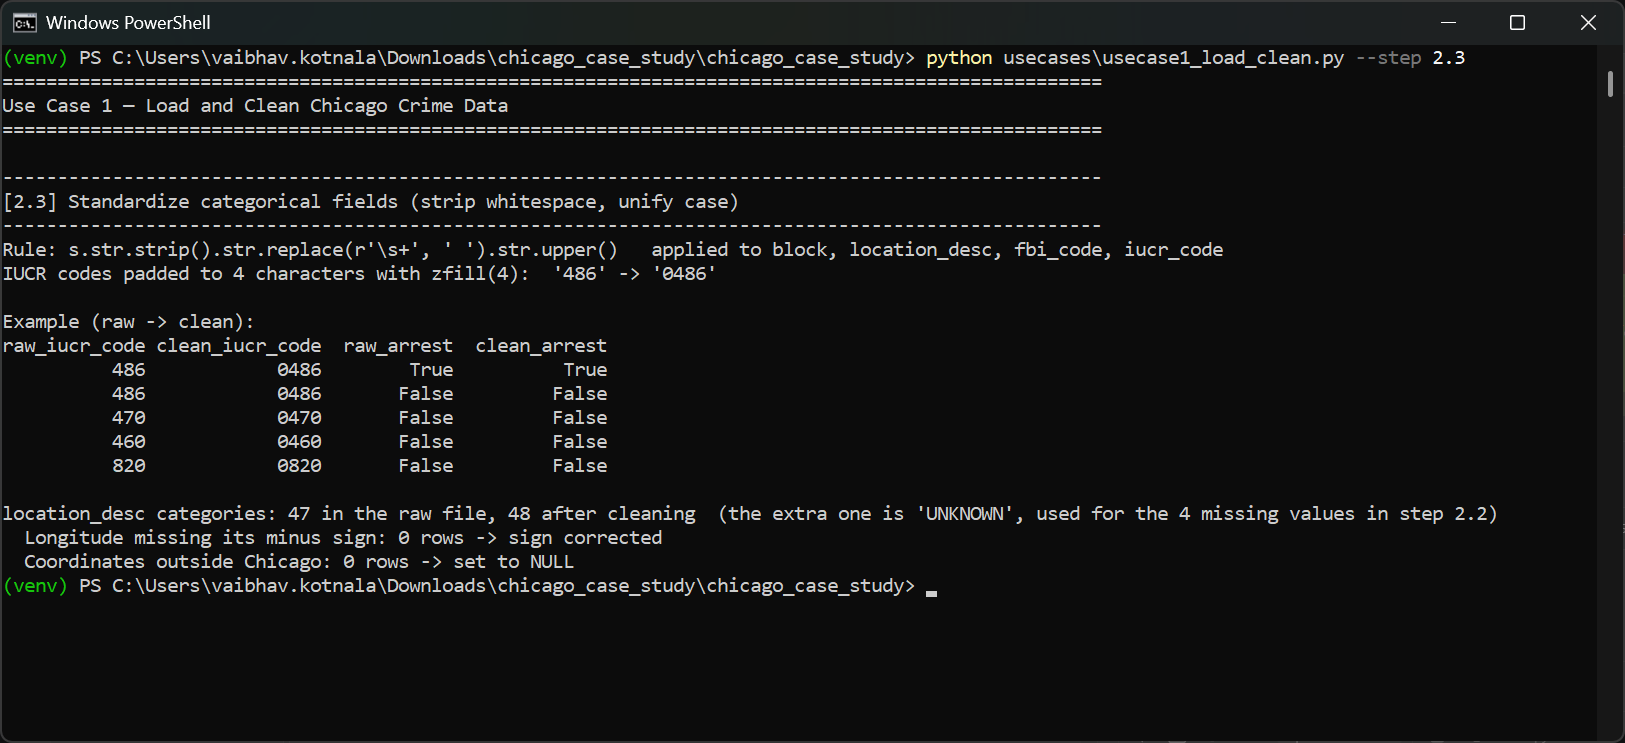 Windows PowerShell
(venv) PS C:\Users\vaibhav.kotnala\Downloads\chicago_case_study\chicago_case_study> python usecases\usecase1_load_clean.py --step 2.3
====================================================================================================
Use Case 1 — Load and Clean Chicago Crime Data
====================================================================================================
----------------------------------------------------------------------------------------------------
[2.3] Standardize categorical fields (strip whitespace, unify case)
----------------------------------------------------------------------------------------------------
Rule: s.str.strip().str.replace(r'\s+', ' ').str.upper()   applied to block, location_desc, fbi_code, iucr_code
IUCR codes padded to 4 characters with zfill(4):  '486' -> '0486'
Example (raw -> clean):
raw_iucr_code clean_iucr_code  raw_arrest  clean_arrest
          486            0486        True          True
          486            0486       False         False
          470            0470       False         False
          460            0460       False         False
          820            0820       False         False
location_desc categories: 47 in the raw file, 48 after cleaning  (the extra one is 'UNKNOWN', used for the 4 missing values in step 2.2)
  Longitude missing its minus sign: 0 rows -> sign corrected
  Coordinates outside Chicago: 0 rows -> set to NULL
(venv) PS C:\Users\vaibhav.kotnala\Downloads\chicago_case_study\chicago_case_study>